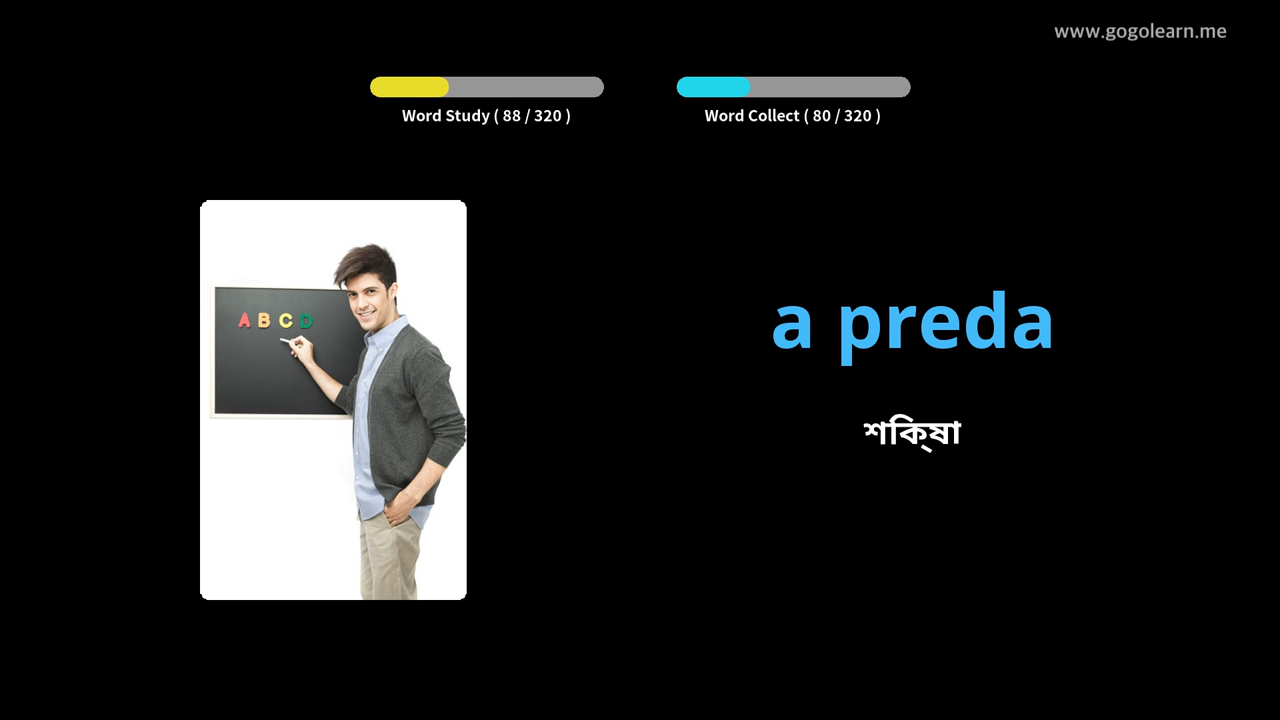 www.gogolearn.me
Word Study ( 88 / 320 )
Word Collect ( 80 / 320 )
A B C D
a preda
শকিষা